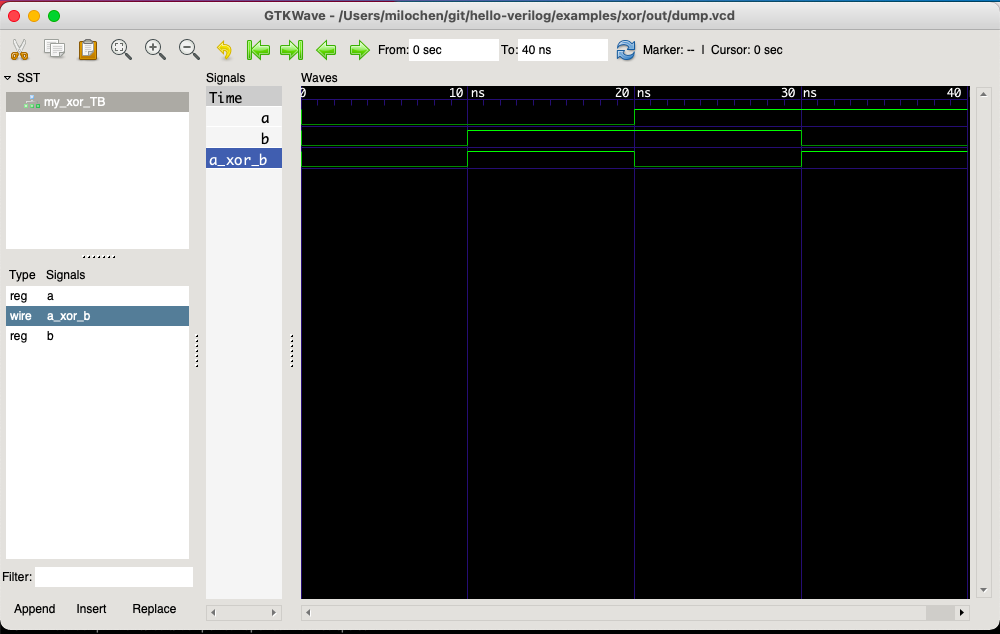 GTKWave - /Users/milochen/git/hello-verilog/examples/xor/out/dump.vcd
From: 0 sec To: 40 ns Marker: -- | Cursor: 0 sec
SST
my_xor_TB
Type Signals
reg a
wire a_xor_b
reg b
Filter:
Append Insert Replace
Signals
Time
a
b
a_xor_b
Waves
0 10 ns 20 ns 30 ns 40